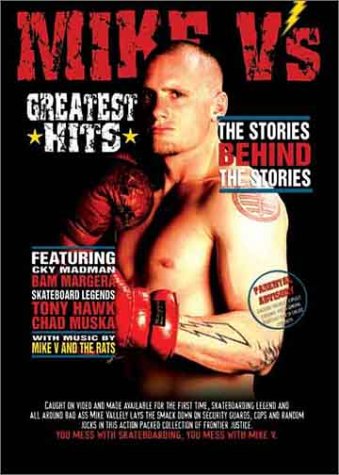 MIKE V's
GREATEST
HITS
THE STORIES
BEHIND
THE STORIES
FEATURING
CKY MADMAN
BAM MARGERA
SKATEBOARD LEGENDS
TONY HAWK
CHAD MUSKA
WITH MUSIC BY
MIKE V AND THE RATS
PARENTAL
ADVISORY
CAUGHT ON VIDEO AND MADE AVAILABLE FOR THE FIRST TIME, SKATEBOARDING LEGEND AND
ALL AROUND BAD ASS MIKE VALLELY LAYS THE SMACK DOWN ON SECURITY GUARDS, COPS AND RANDOM
JOCKS IN THIS ACTION PACKED COLLECTION OF FRONTIER JUSTICE.
YOU MESS WITH SKATEBOARDING, YOU MESS WITH MIKE V.